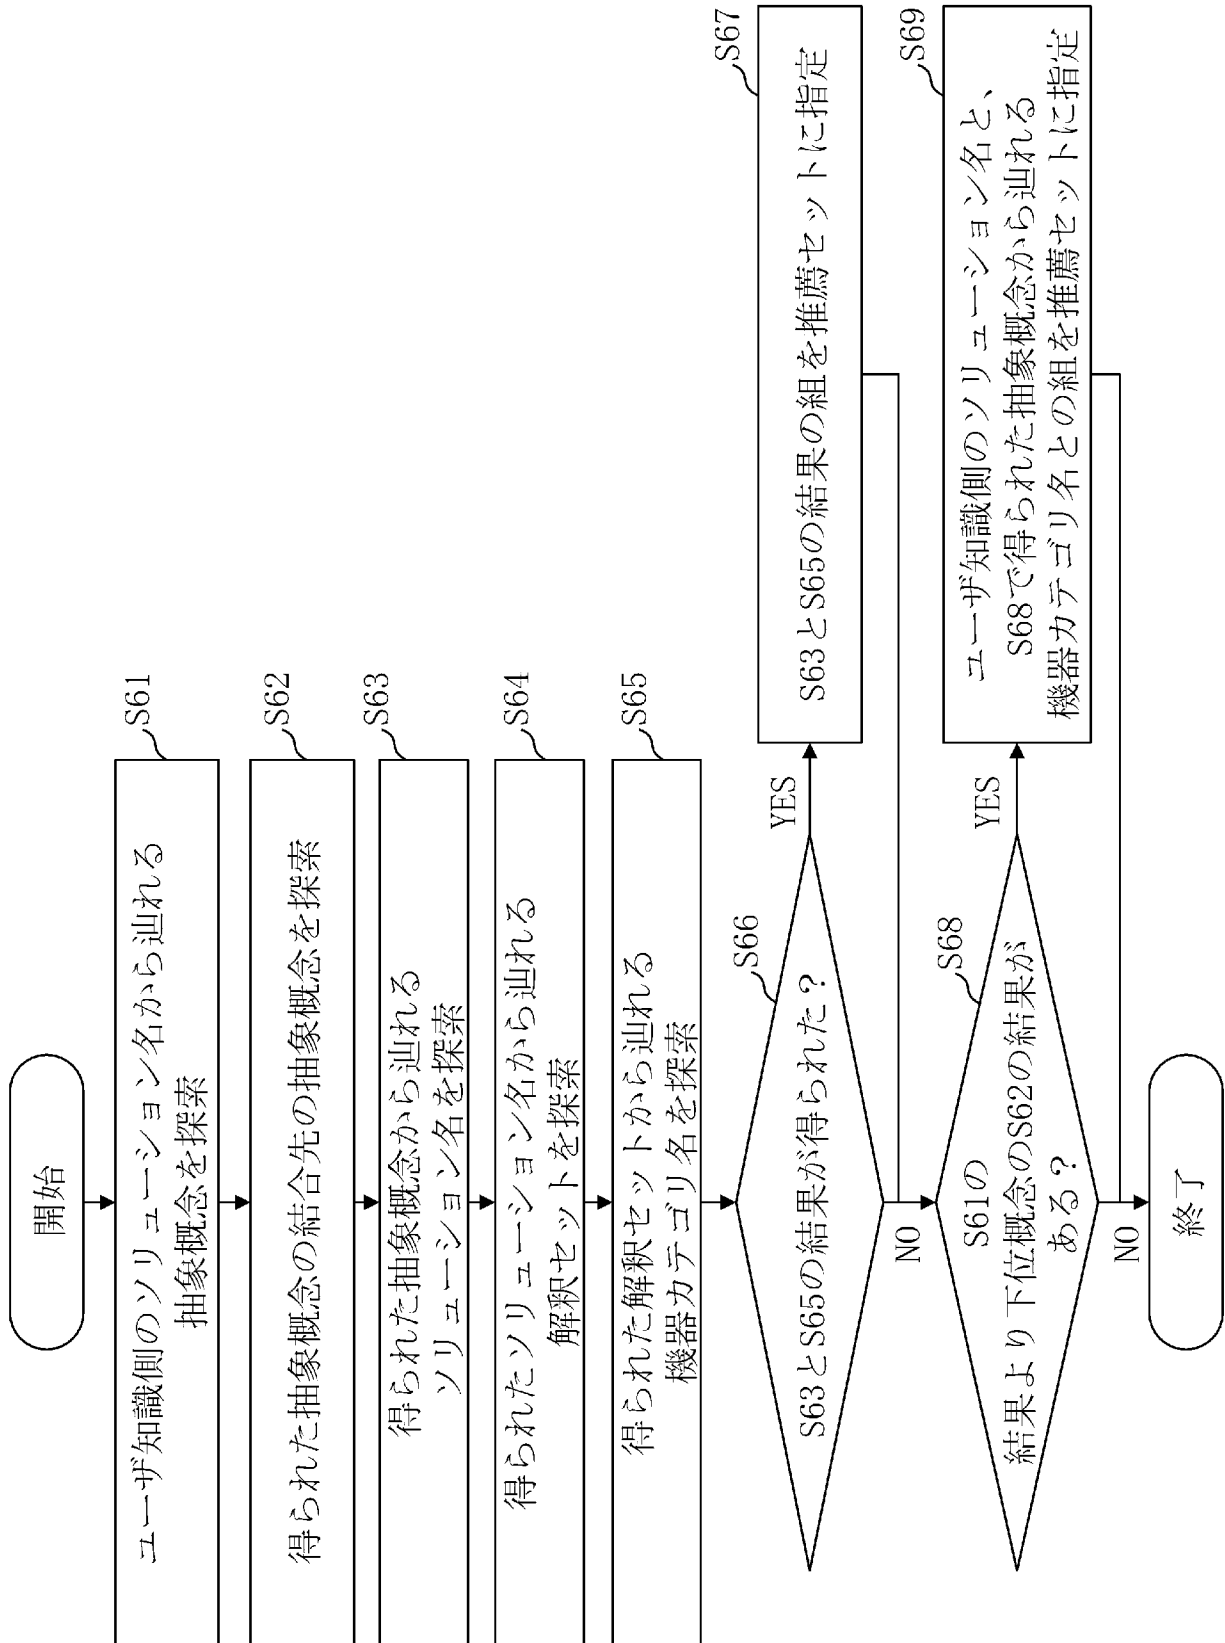 開始
S61
ユーザ知識側のソリューション名から辿れる
抽象概念を探索
S62
得られた抽象概念の結合先の抽象概念を探索
S63
得られた抽象概念から辿れる
ソリューション名を探索
S64
得られたソリューション名から辿れる
解釈セットを探索
S65
得られた解釈セットから辿れる
機器カテゴリ名を探索
S66
S63とS65の結果が得られた？
YES
NO
S67
S63とS65の結果の組を推薦セットに指定
S68
S61の
結果より下位概念のS62の結果が
ある？
YES
NO
S69
ユーザ知識側のソリューション名と、
S68で得られた抽象概念から辿れる
機器カテゴリ名との組を推薦セットに指定
終了